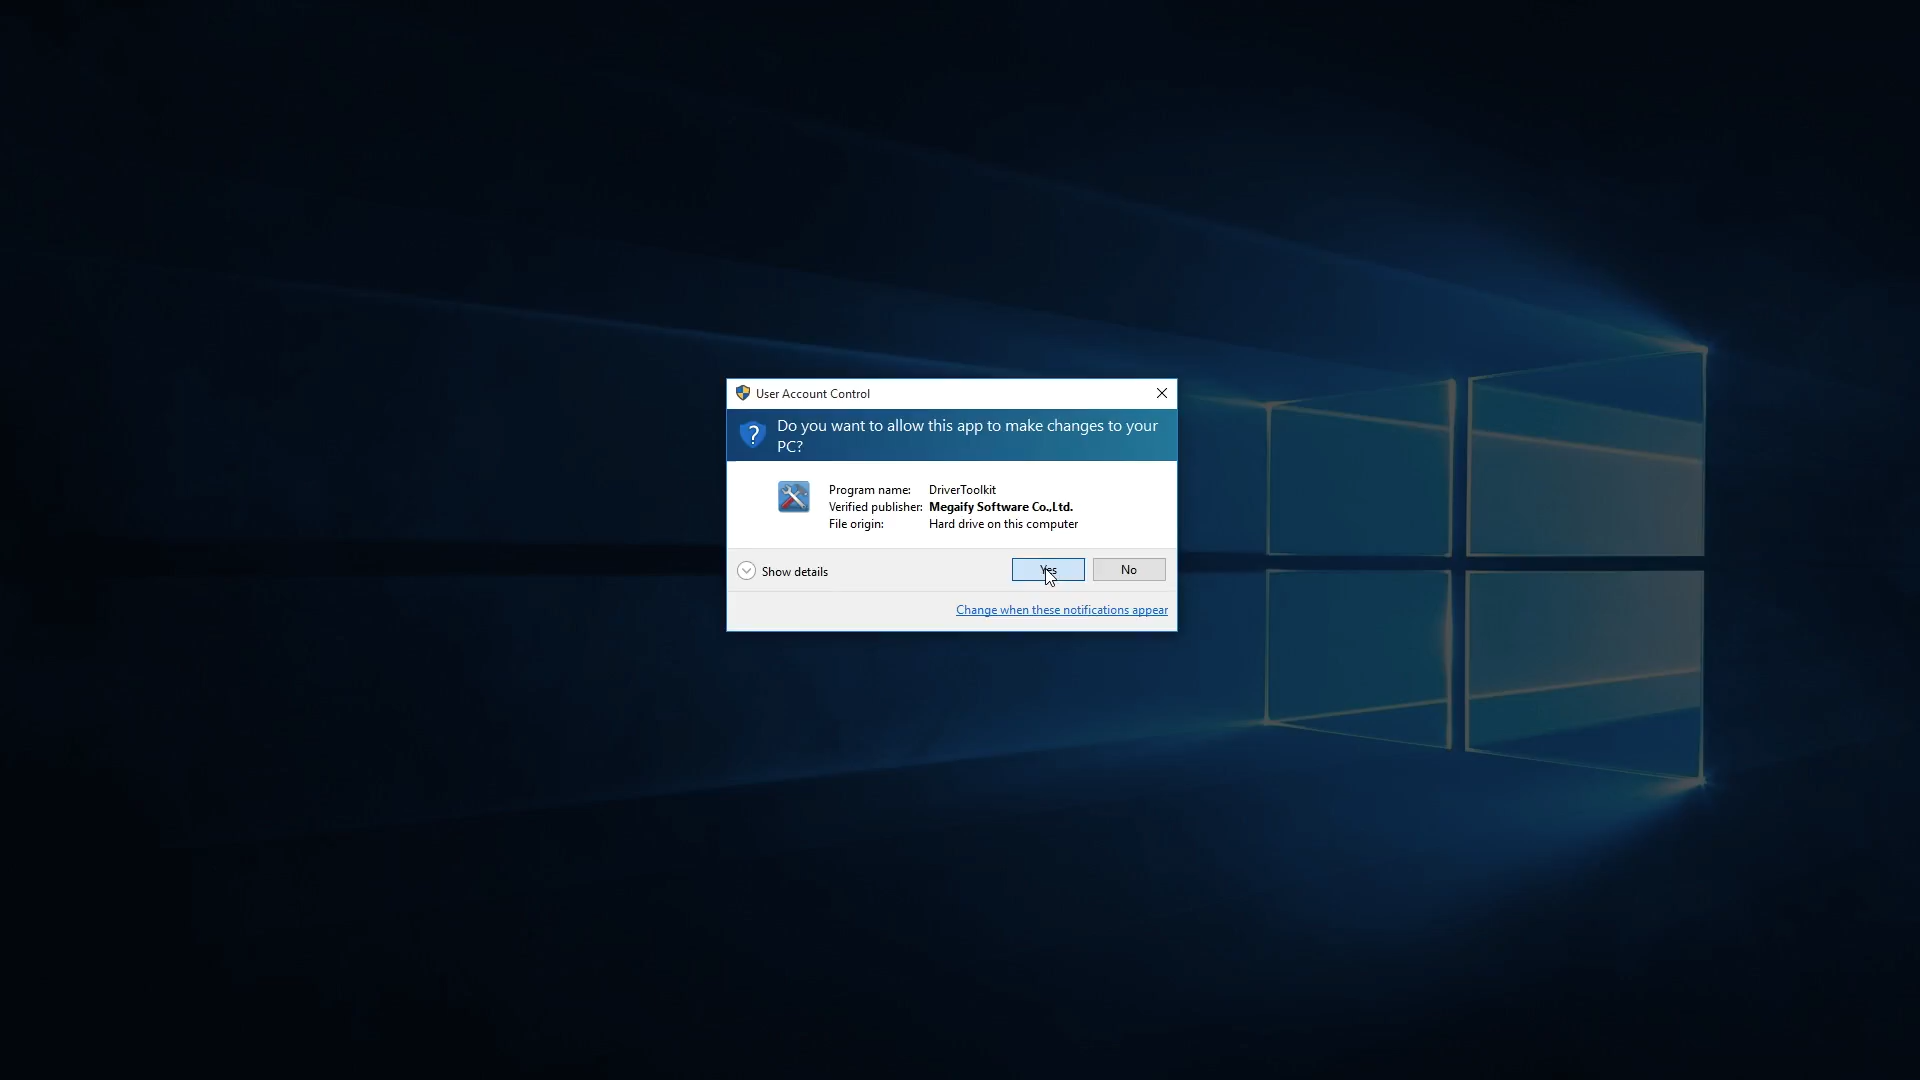 User Account Control
Do you want to allow this app to make changes to your
PC?
Program name: DriverToolkit
Verified publisher: Megaify Software Co.,Ltd.
File origin: Hard drive on this computer
Show details
Yes
No
Change when these notifications appear